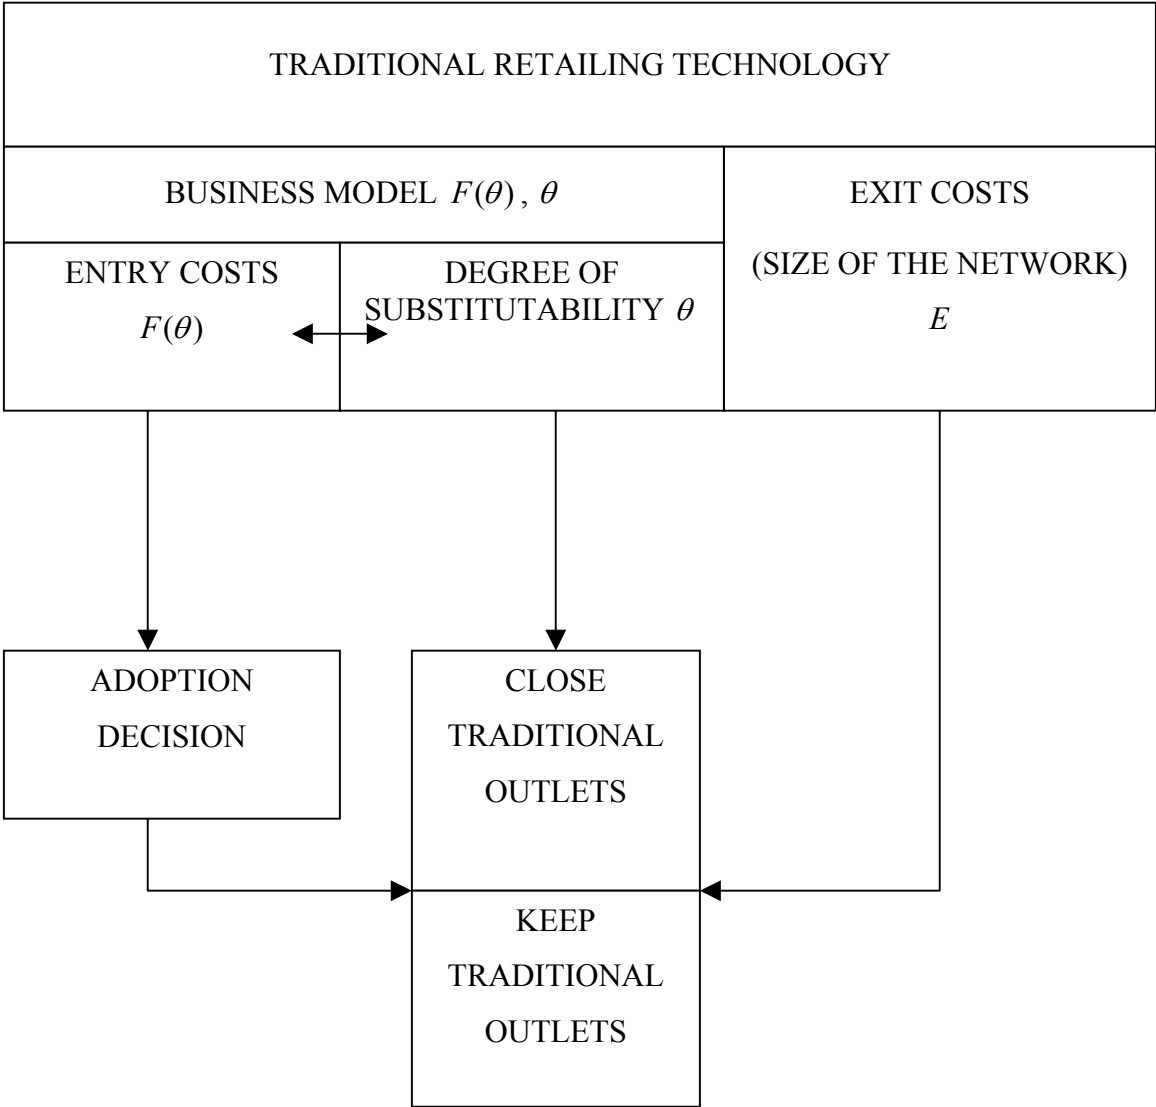 TRADITIONAL RETAILING TECHNOLOGY
BUSINESS MODEL F(θ), θ
EXIT COSTS
(SIZE OF THE NETWORK)
E
ENTRY COSTS
F(θ)
DEGREE OF
SUBSTITUTABILITY θ
ADOPTION
DECISION
CLOSE
TRADITIONAL
OUTLETS
KEEP
TRADITIONAL
OUTLETS